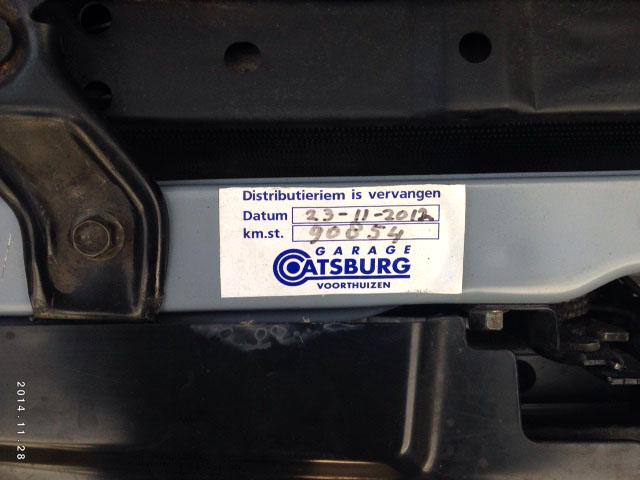 Distributieriem is vervangen
Datum 23-11-2012
km.st. 90854
GARAGE
CATSBURG
VOORTHUIZEN
2014.11.28